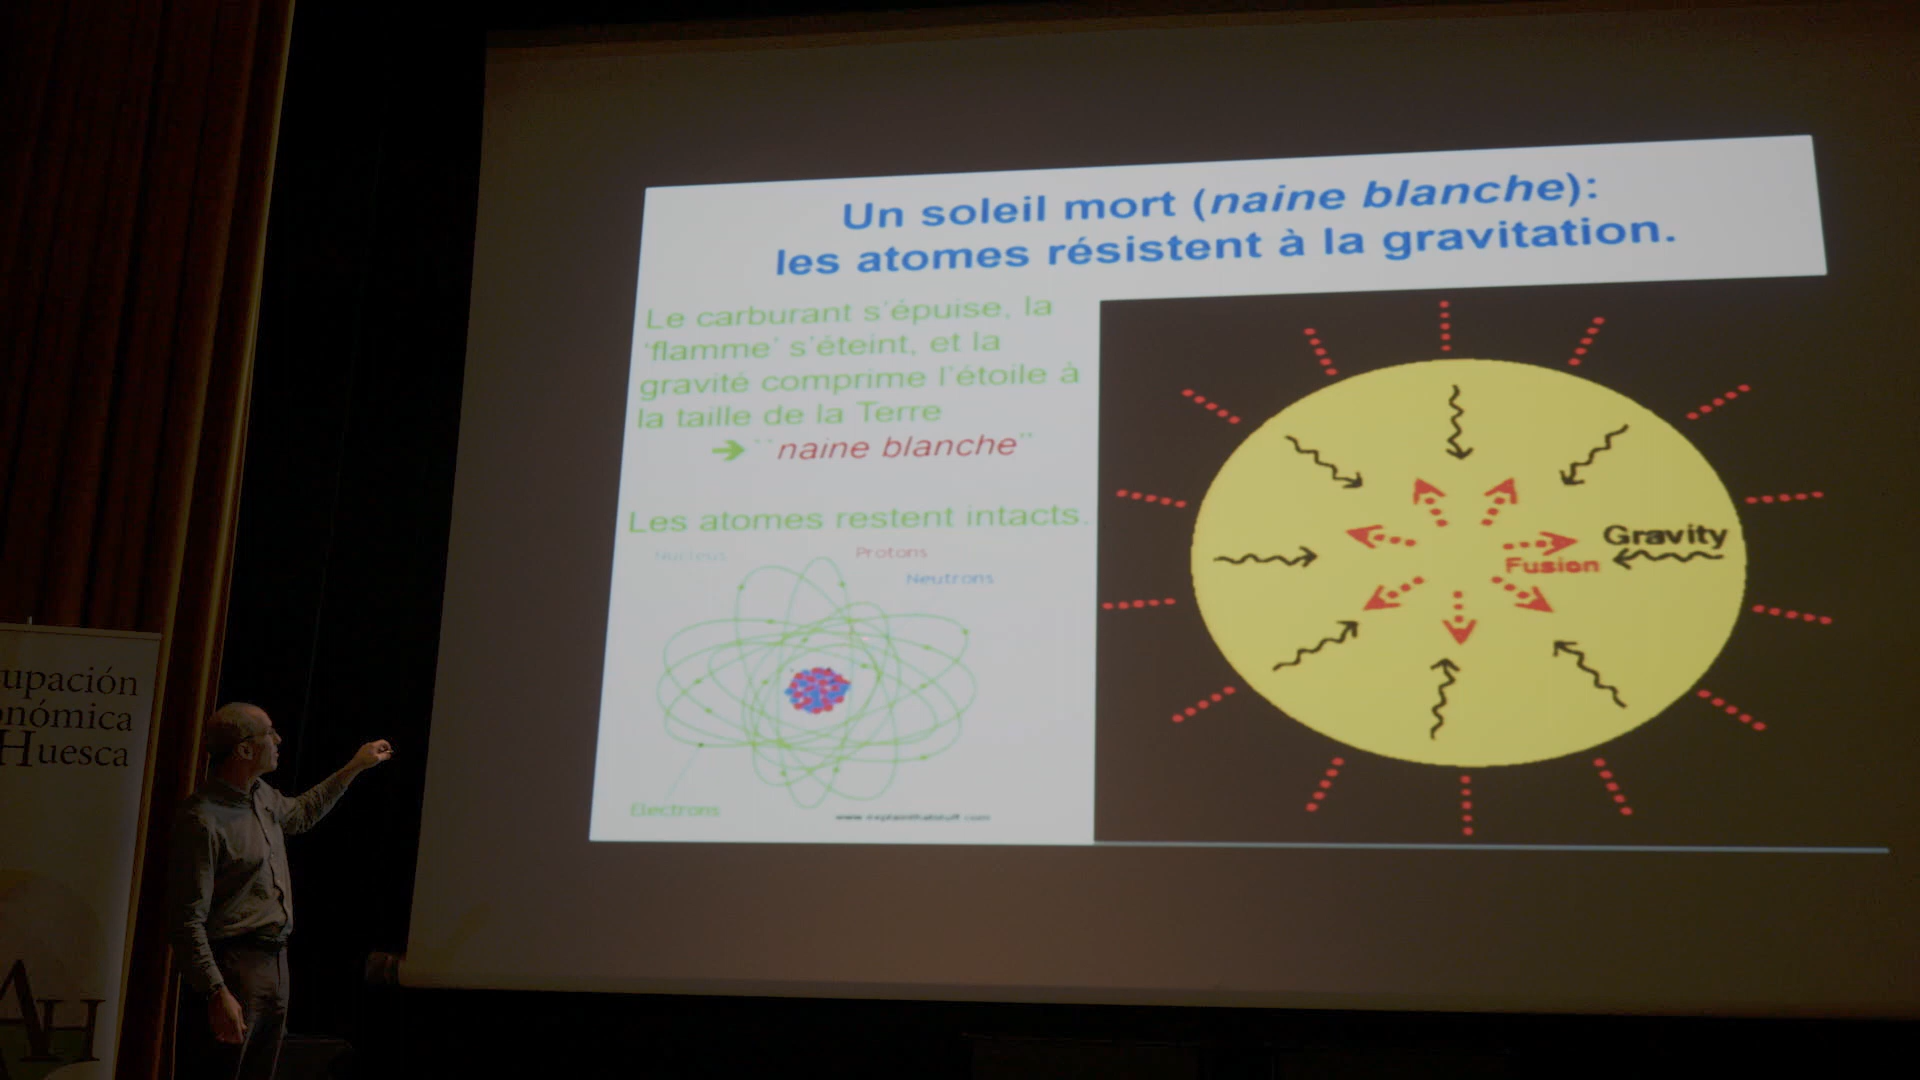 Un soleil mort (naine blanche):
les atomes résistent à la gravitation.
Le carburant s'épuise, la
'flamme' s'éteint, et la
gravité comprime l'étoile à
la taille de la Terre
➔ ``naine blanche¨
Les atomes restent intacts.
Nucleus
Protons
Neutrons
Electrons
www.explainthatstuff.com
Gravity
Fusion
upación
nómica
Huesca
AH